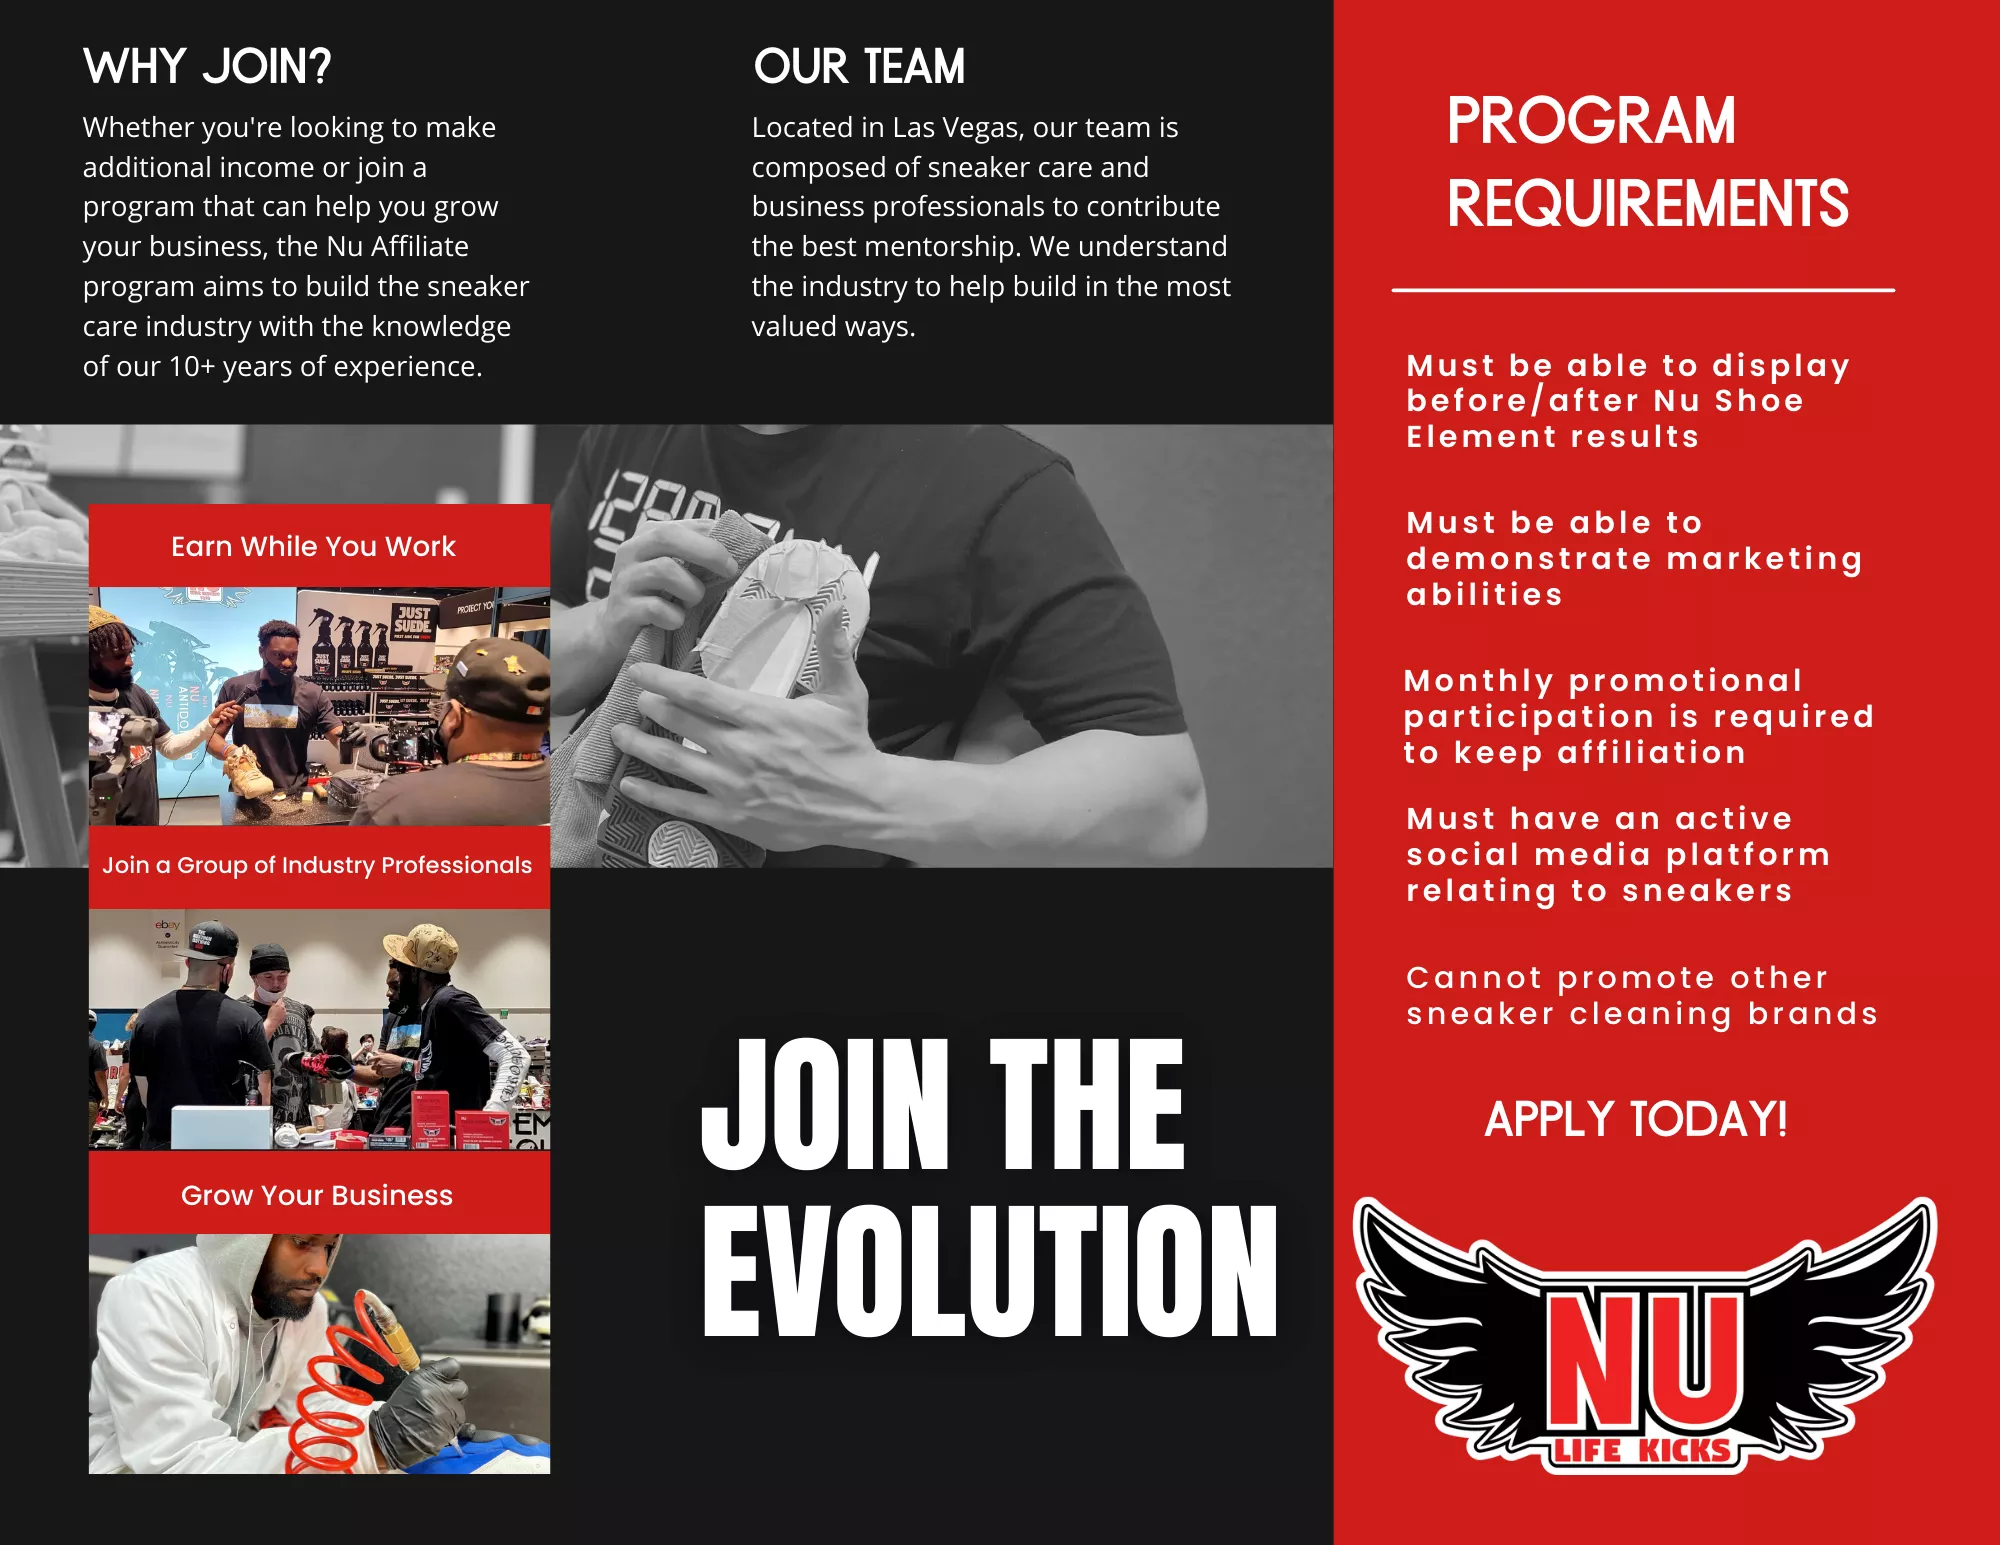 WHY JOIN?
Whether you're looking to make
additional income or join a
program that can help you grow
your business, the Nu Affiliate
program aims to build the sneaker
care industry with the knowledge
of our 10+ years of experience.
OUR TEAM
Located in Las Vegas, our team is
composed of sneaker care and
business professionals to contribute
the best mentorship. We understand
the industry to help build in the most
valued ways.
Earn While You Work
JUST
SUEDE
PROTECT YO
NU
ANTIDO
Join a Group of Industry Professionals
ebay
Grow Your Business
JOIN THE
EVOLUTION
PROGRAM
REQUIREMENTS
Must be able to display
before/after Nu Shoe
Element results
Must be able to
demonstrate marketing
abilities
Monthly promotional
participation is required
to keep affiliation
Must have an active
social media platform
relating to sneakers
Cannot promote other
sneaker cleaning brands
APPLY TODAY!
NU
LIFE KICKS